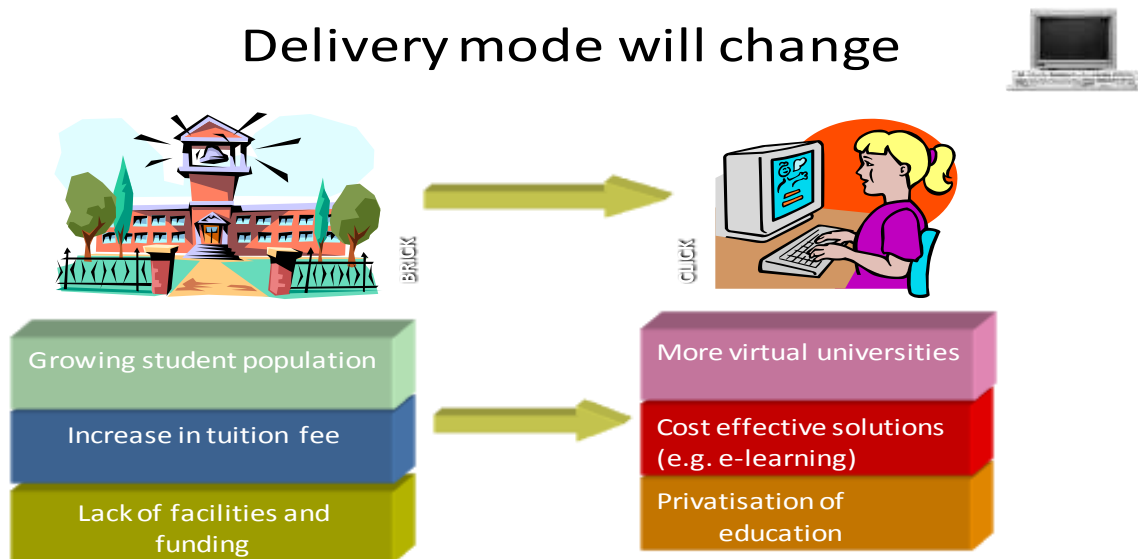 Delivery mode will change
BRICK
CLICK
Growing student population
Increase in tuition fee
Lack of facilities and
funding
More virtual universities
Cost effective solutions
(e.g. e-learning)
Privatisation of
education